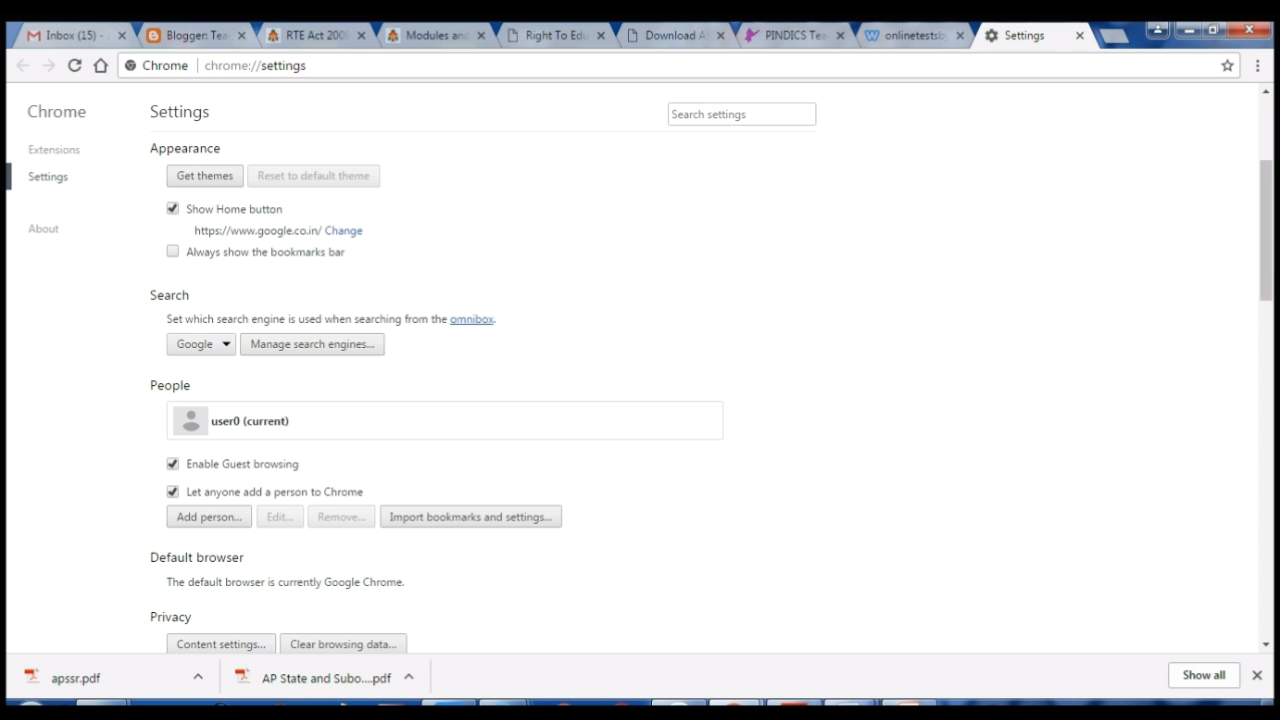 Inbox (15) - Blogger: Tea RTE Act 200 Modules and Right To Edu Download A PINDICS Tea onlinetestsb Settings
Chrome chrome://settings
Chrome
Settings
Search settings
Extensions
Settings
About
Appearance
Get themes Reset to default theme
Show Home button
https://www.google.co.in/ Change
Always show the bookmarks bar
Search
Set which search engine is used when searching from the omnibox.
Google Manage search engines...
People
user0 (current)
Enable Guest browsing
Let anyone add a person to Chrome
Add person... Edit... Remove... Import bookmarks and settings...
Default browser
The default browser is currently Google Chrome.
Privacy
Content settings... Clear browsing data...
apssr.pdf AP State and Subo....pdf Show all